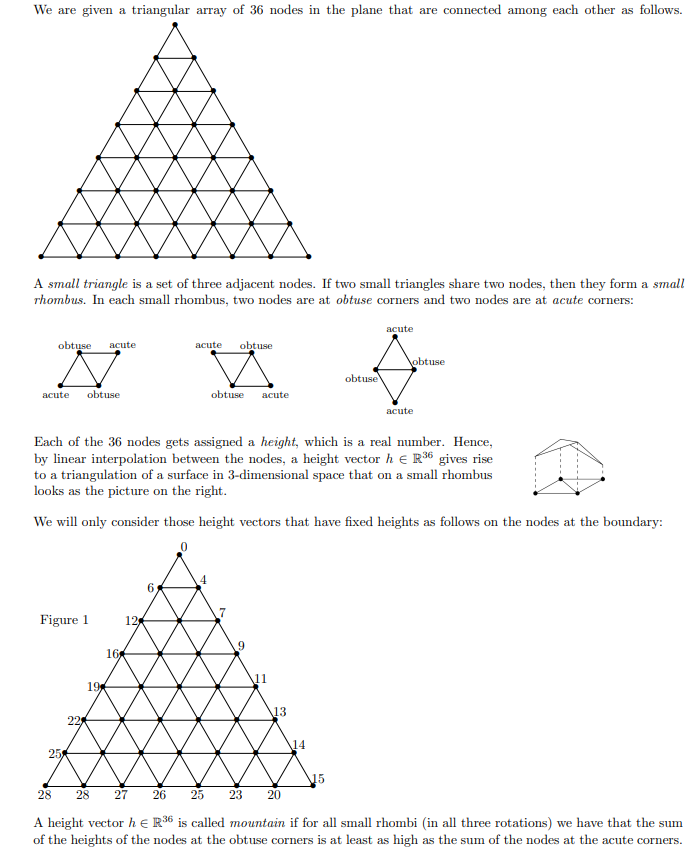 We are given a triangular array of 36 nodes in the plane that are connected among each other as follows.
A small triangle is a set of three adjacent nodes. If two small triangles share two nodes, then they form a small
rhombus. In each small rhombus, two nodes are at obtuse corners and two nodes are at acute corners:
acute
obtuse acute acute obtuse
obtuse
obtuse
acute obtuse obtuse acute
acute
Each of the 36 nodes gets assigned a height, which is a real number. Hence,
by linear interpolation between the nodes, a height vector h ∈ ℝ³⁶ gives rise
to a triangulation of a surface in 3-dimensional space that on a small rhombus
looks as the picture on the right.
We will only consider those height vectors that have fixed heights as follows on the nodes at the boundary:
0
6 4
Figure 1 12 7
16 9
19 11
22 13
25 14
15
28 28 27 26 25 23 20
A height vector h ∈ ℝ³⁶ is called mountain if for all small rhombi (in all three rotations) we have that the sum
of the heights of the nodes at the obtuse corners is at least as high as the sum of the nodes at the acute corners.